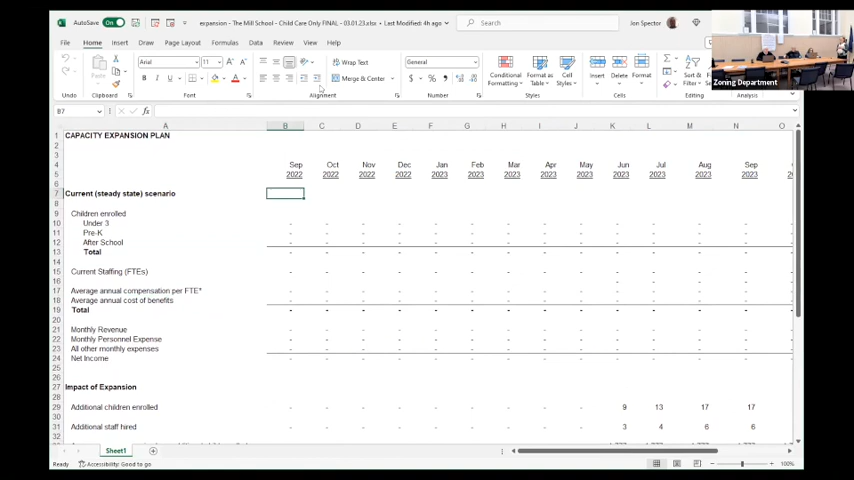 AutoSave On expansion - The Mill School - Child Care Only FINAL - 03.01.23.xlsx • Last Modified: 4h ago Search Jon Spector
File Home Insert Draw Page Layout Formulas Data Review View Help
Arial 11 Wrap Text General
Paste B I U Merge & Center $ % Conditional Formatting Format as Table Cell Styles Insert Delete Format Sort & Filter
Clipboard Font Alignment Number Styles Cells Editing Analysis
Zoning Department
B7 fx
A B C D E F G H I J K L M N O
1 CAPACITY EXPANSION PLAN
2
3
4 Sep Oct Nov Dec Jan Feb Mar Apr May Jun Jul Aug Sep
5 2022 2022 2022 2022 2023 2023 2023 2023 2023 2023 2023 2023 2023
6
7 Current (steady state) scenario
8
9 Children enrolled
10 Under 3 - - - - - - - - - - - - - -
11 Pre-K - - - - - - - - - - - - - -
12 After School - - - - - - - - - - - - - -
13 Total - - - - - - - - - - - - - -
14
15 Current Staffing (FTEs) - - - - - - - - - - - - - -
16
17 Average annual compensation per FTE* - - - - - - - - - - - - - -
18 Average annual cost of benefits - - - - - - - - - - - - - -
19 Total - - - - - - - - - - - - - -
20
21 Monthly Revenue - - - - - - - - - - - - - -
22 Monthly Personnel Expense - - - - - - - - - - - - - -
23 All other monthly expenses - - - - - - - - - - - - - -
24 Net Income - - - - - - - - - - - - - -
25
26
27 Impact of Expansion
29 Additional children enrolled - - - - - - - - - 9 13 17 17
30
31 Additional staff hired - - - - - - - - - 3 4 6 6
32
Sheet1
Ready Accessibility: Good to go 100%